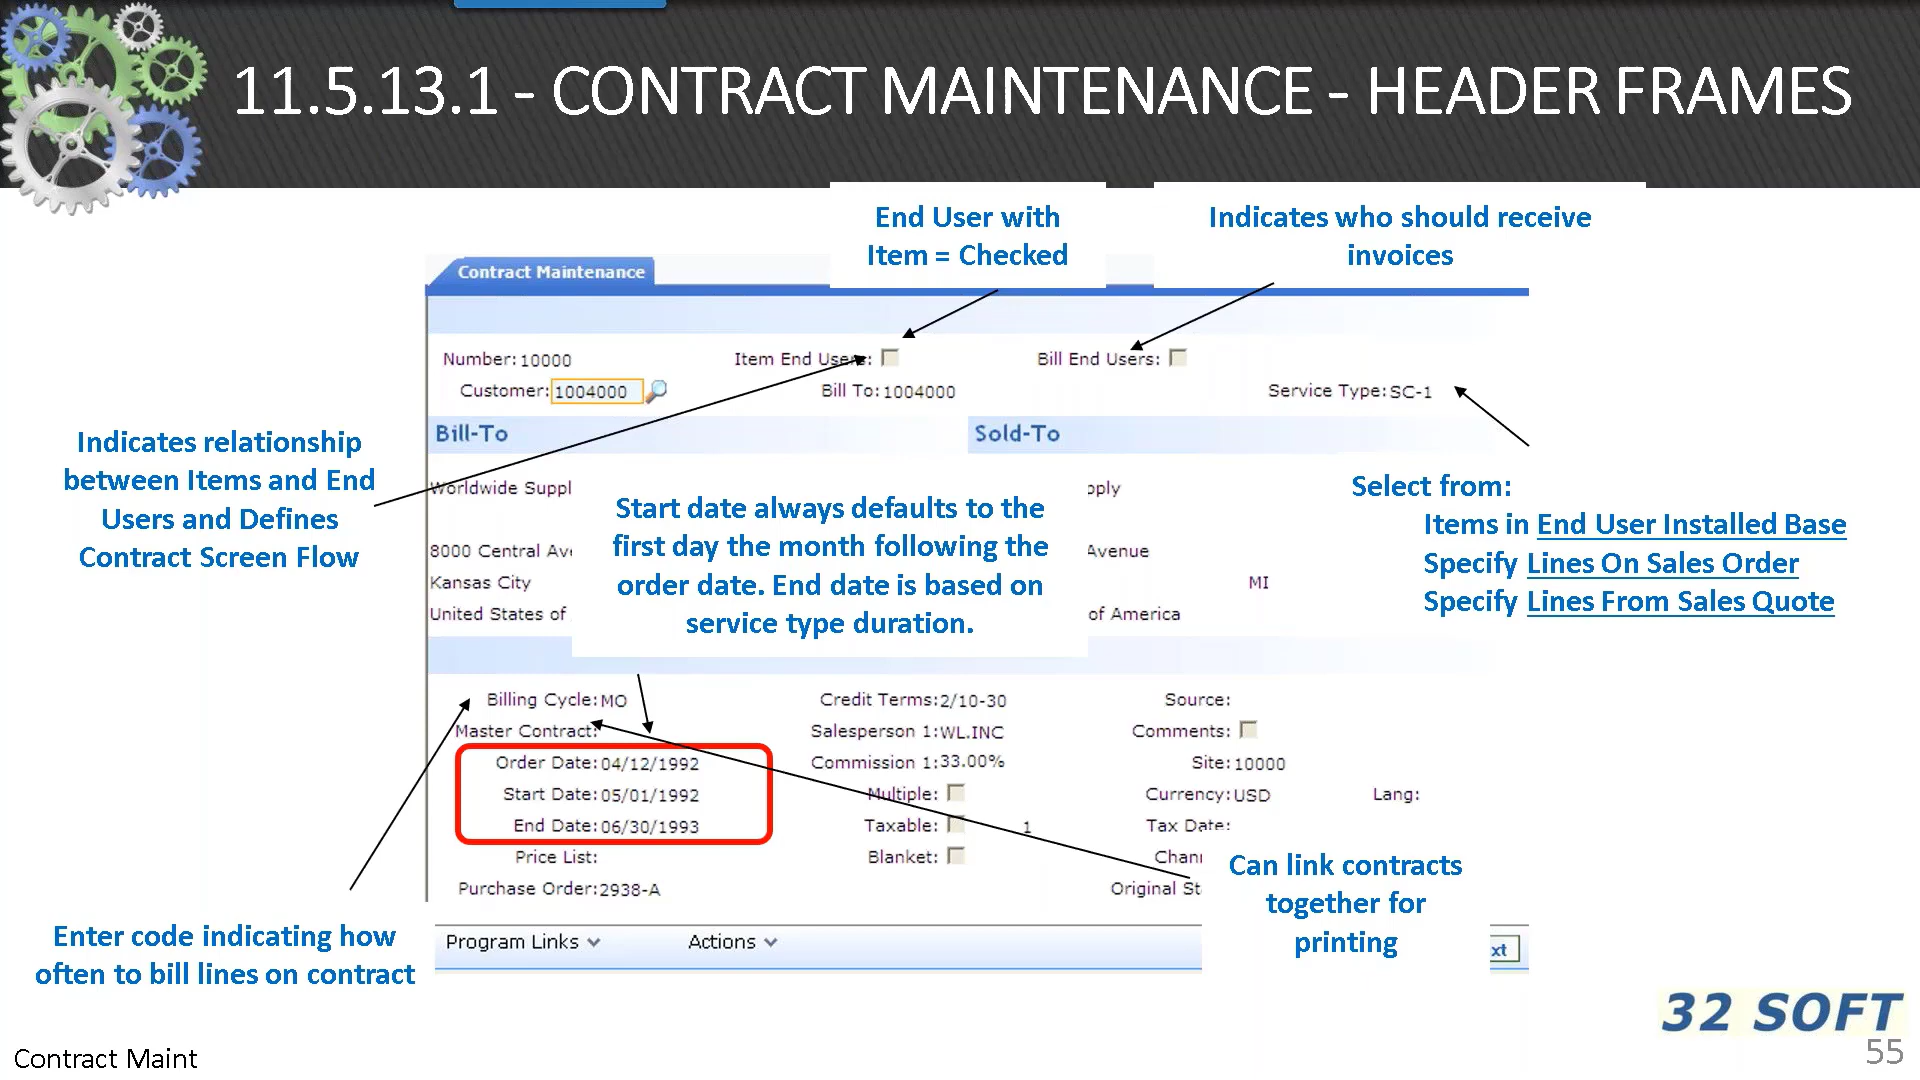 11.5.13.1 - CONTRACT MAINTENANCE - HEADER FRAMES
End User with
Item = Checked
Indicates who should receive
invoices
Contract Maintenance
Number: 10000
Item End Users:
Bill End Users:
Customer: 1004000
Bill To: 1004000
Service Type: SC-1
Bill-To
Sold-To
Indicates relationship
between Items and End
Users and Defines
Contract Screen Flow
Worldwide Suppl
pply
Start date always defaults to the
first day the month following the
order date. End date is based on
service type duration.
Select from:
Items in End User Installed Base
Specify Lines On Sales Order
Specify Lines From Sales Quote
8000 Central Av
Avenue
Kansas City
MI
United States of
of America
Billing Cycle: MO
Credit Terms: 2/10-30
Source:
Master Contract:
Salesperson 1: WL.INC
Comments:
Order Date: 04/12/1992
Commission 1: 33.00%
Site: 10000
Start Date: 05/01/1992
Multiple:
Currency: USD
Lang:
End Date: 06/30/1993
Taxable:
1
Tax Date:
Price List:
Blanket:
Chan
Purchase Order: 2938-A
Original St
Can link contracts
together for
printing
Enter code indicating how
often to bill lines on contract
Program Links
Actions
xt
32 SOFT
Contract Maint
55